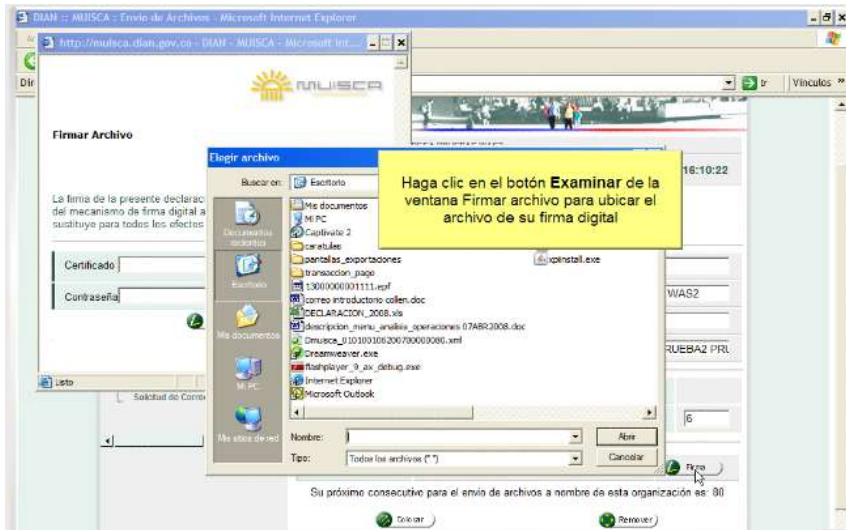 DIAN :: MUISCA : Envio de Archivos - Microsoft Internet Explorer
http://muisca.dian.gov.co - DIAN - MUISCA - Microsoft Int...
Dir
Ir
Vínculos »
MUISCA
Firmar Archivo
16:10:22
Elegir archivo
Buscar en:
Escritorio
Haga clic en el botón Examinar de la
ventana Firmar archivo para ubicar el
archivo de su firma digital
La firma de la presente declarac
del mecanismo de firma digital a
sustituye para todos los efectos
Certificado
Contraseña
Documentos
recientes
Escritorio
Mis documentos
Mi PC
Mis sitios de red
Mis documentos
Mi PC
Captivate 2
caratulas
pantallas_exportadores
transaccion_pago
13000000001111.epf
correo introductorio collen.doc
DECLARACION_2008.xls
descripcion_menu_analisis_operaciones 07ABR2008.doc
Dreamweaver.exe
flashplayer_9_ax_debug.exe
Internet Explorer
Microsoft Outlook
xpinstall.exe
WAS2
RUEBA2 PRU
6
Listo
Solicitud de Corre
Nombre:
Abrir
Tipo:
Todos los archivos (*.*)
Cancelar
Firma
Su próximo consecutivo para el envio de archivos a nombre de esta organización es: 80
Colocar
Remover